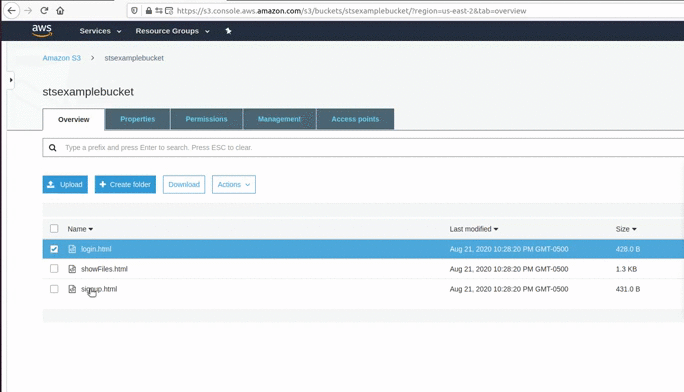 https://s3.console.aws.amazon.com/s3/buckets/stsexamplebucket/?region=us-east-2&tab=overview
aws Services Resource Groups
Amazon S3 > stsexamplebucket
stsexamplebucket
Overview Properties Permissions Management Access points
Type a prefix and press Enter to search. Press ESC to clear.
Upload + Create folder Download Actions
Name Last modified Size
login.html Aug 21, 2020 10:28:20 PM GMT-0500 428.0 B
showFiles.html Aug 21, 2020 10:28:20 PM GMT-0500 1.3 KB
signup.html Aug 21, 2020 10:28:20 PM GMT-0500 431.0 B